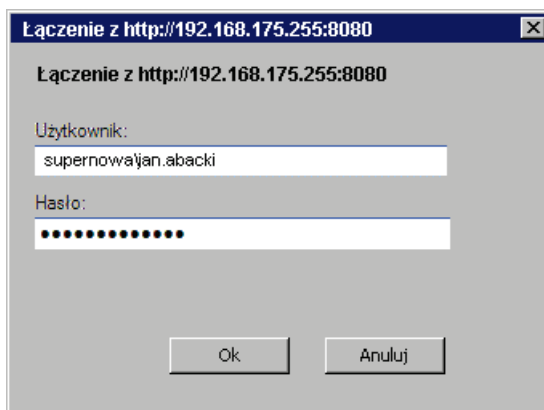 Łączenie z http://192.168.175.255:8080
Łączenie z http://192.168.175.255:8080
Użytkownik:
supernowa\jan.abacki
Hasło:
•••••••••••••
Ok
Anuluj